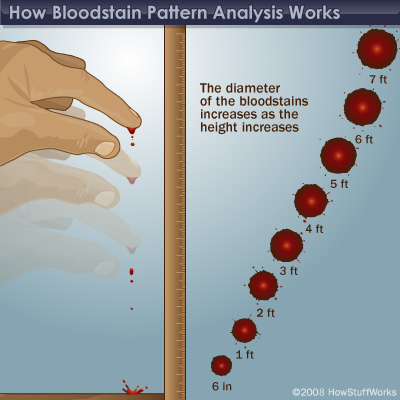 How Bloodstain Pattern Analysis Works
The diameter
of the bloodstains
increases as the
height increases
7 ft
6 ft
5 ft
4 ft
3 ft
2 ft
1 ft
6 in
©2008 HowStuffWorks